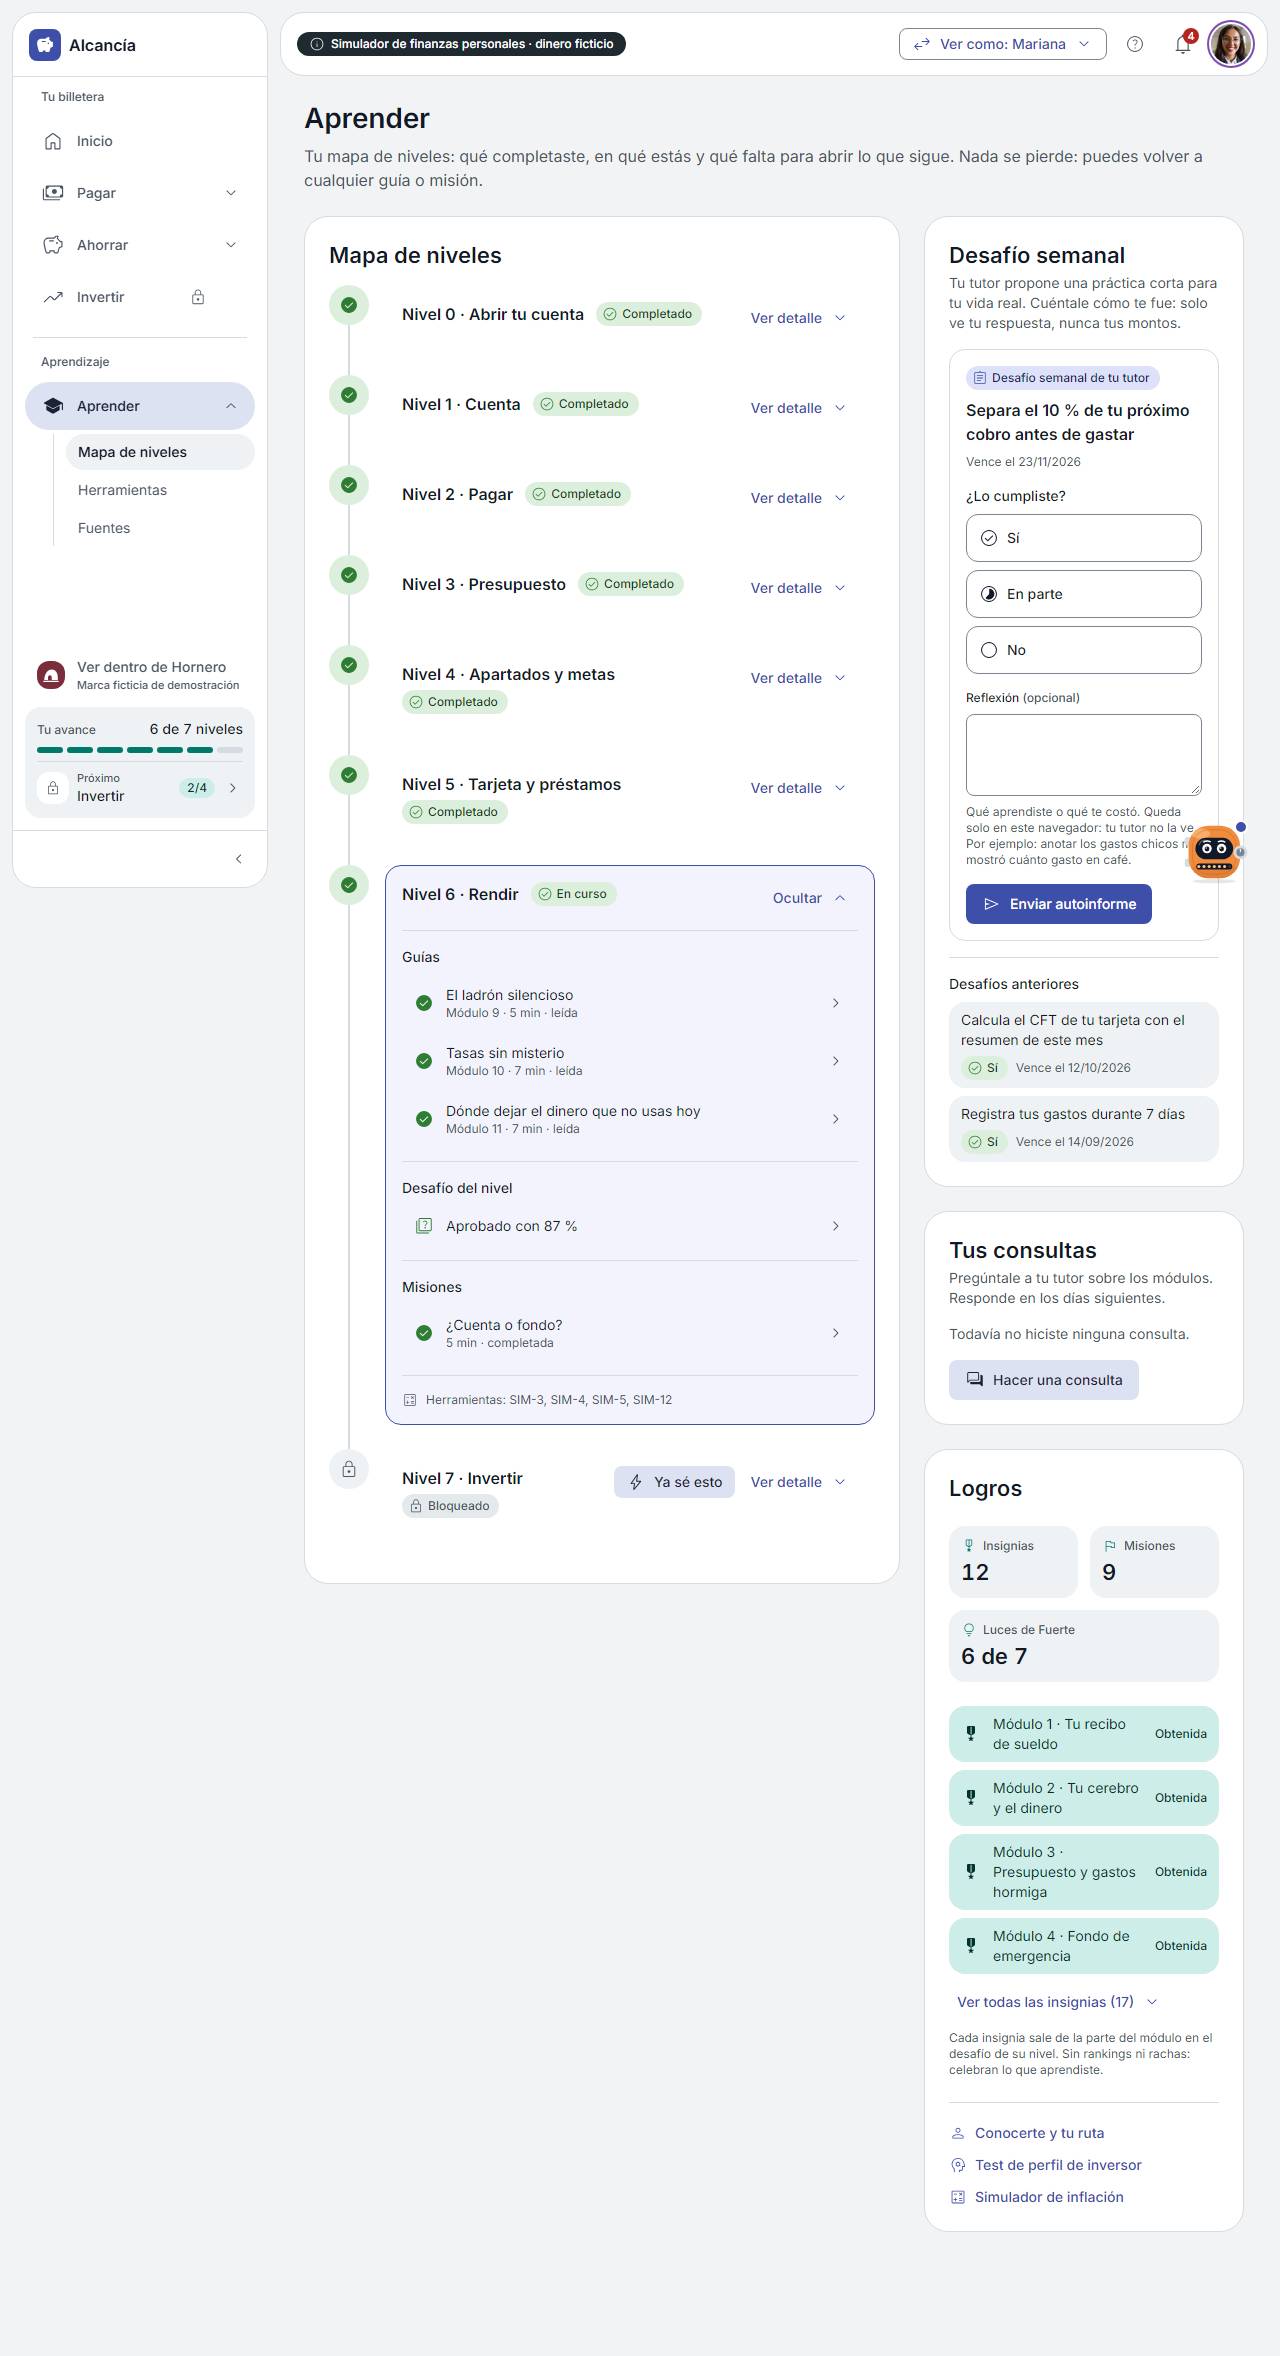 Alcancía
Tu billetera
Inicio
Pagar
Ahorrar
Invertir
Aprendizaje
Aprender
Mapa de niveles
Herramientas
Fuentes
Ver dentro de Hornero
Marca ficticia de demostración
Tu avance
6 de 7 niveles
Próximo
Invertir
2/4
Simulador de finanzas personales · dinero ficticio
Ver como: Mariana
4
Aprender
Tu mapa de niveles: qué completaste, en qué estás y qué falta para abrir lo que sigue. Nada se pierde: puedes volver a
cualquier guía o misión.
Mapa de niveles
Nivel 0 · Abrir tu cuenta
Completado
Ver detalle
Nivel 1 · Cuenta
Completado
Ver detalle
Nivel 2 · Pagar
Completado
Ver detalle
Nivel 3 · Presupuesto
Completado
Ver detalle
Nivel 4 · Apartados y metas
Completado
Ver detalle
Nivel 5 · Tarjeta y préstamos
Completado
Ver detalle
Nivel 6 · Rendir
En curso
Ocultar
Guías
El ladrón silencioso
Módulo 9 · 5 min · leída
Tasas sin misterio
Módulo 10 · 7 min · leída
Dónde dejar el dinero que no usas hoy
Módulo 11 · 7 min · leída
Desafío del nivel
Aprobado con 87 %
Misiones
¿Cuenta o fondo?
5 min · completada
Herramientas: SIM-3, SIM-4, SIM-5, SIM-12
Nivel 7 · Invertir
Bloqueado
Ya sé esto
Ver detalle
Desafío semanal
Tu tutor propone una práctica corta para
tu vida real. Cuéntale cómo te fue: solo
ve tu respuesta, nunca tus montos.
Desafío semanal de tu tutor
Separa el 10 % de tu próximo
cobro antes de gastar
Vence el 23/11/2026
¿Lo cumpliste?
Sí
En parte
No
Reflexión (opcional)
Qué aprendiste o qué te costó. Queda
solo en este navegador: tu tutor no la ve.
Por ejemplo: anotar los gastos chicos
mostró cuánto gasto en café.
Enviar autoinforme
Desafíos anteriores
Calcula el CFT de tu tarjeta con el
resumen de este mes
Sí
Vence el 12/10/2026
Registra tus gastos durante 7 días
Sí
Vence el 14/09/2026
Tus consultas
Pregúntale a tu tutor sobre los módulos.
Responde en los días siguientes.
Todavía no hiciste ninguna consulta.
Hacer una consulta
Logros
Insignias
12
Misiones
9
Luces de Fuerte
6 de 7
Módulo 1 · Tu recibo
de sueldo
Obtenida
Módulo 2 · Tu cerebro
y el dinero
Obtenida
Módulo 3 ·
Presupuesto y gastos
hormiga
Obtenida
Módulo 4 · Fondo de
emergencia
Obtenida
Ver todas las insignias (17)
Cada insignia sale de la parte del módulo en el
desafío de su nivel. Sin rankings ni rachas:
celebran lo que aprendiste.
Conocerte y tu ruta
Test de perfil de inversor
Simulador de inflación